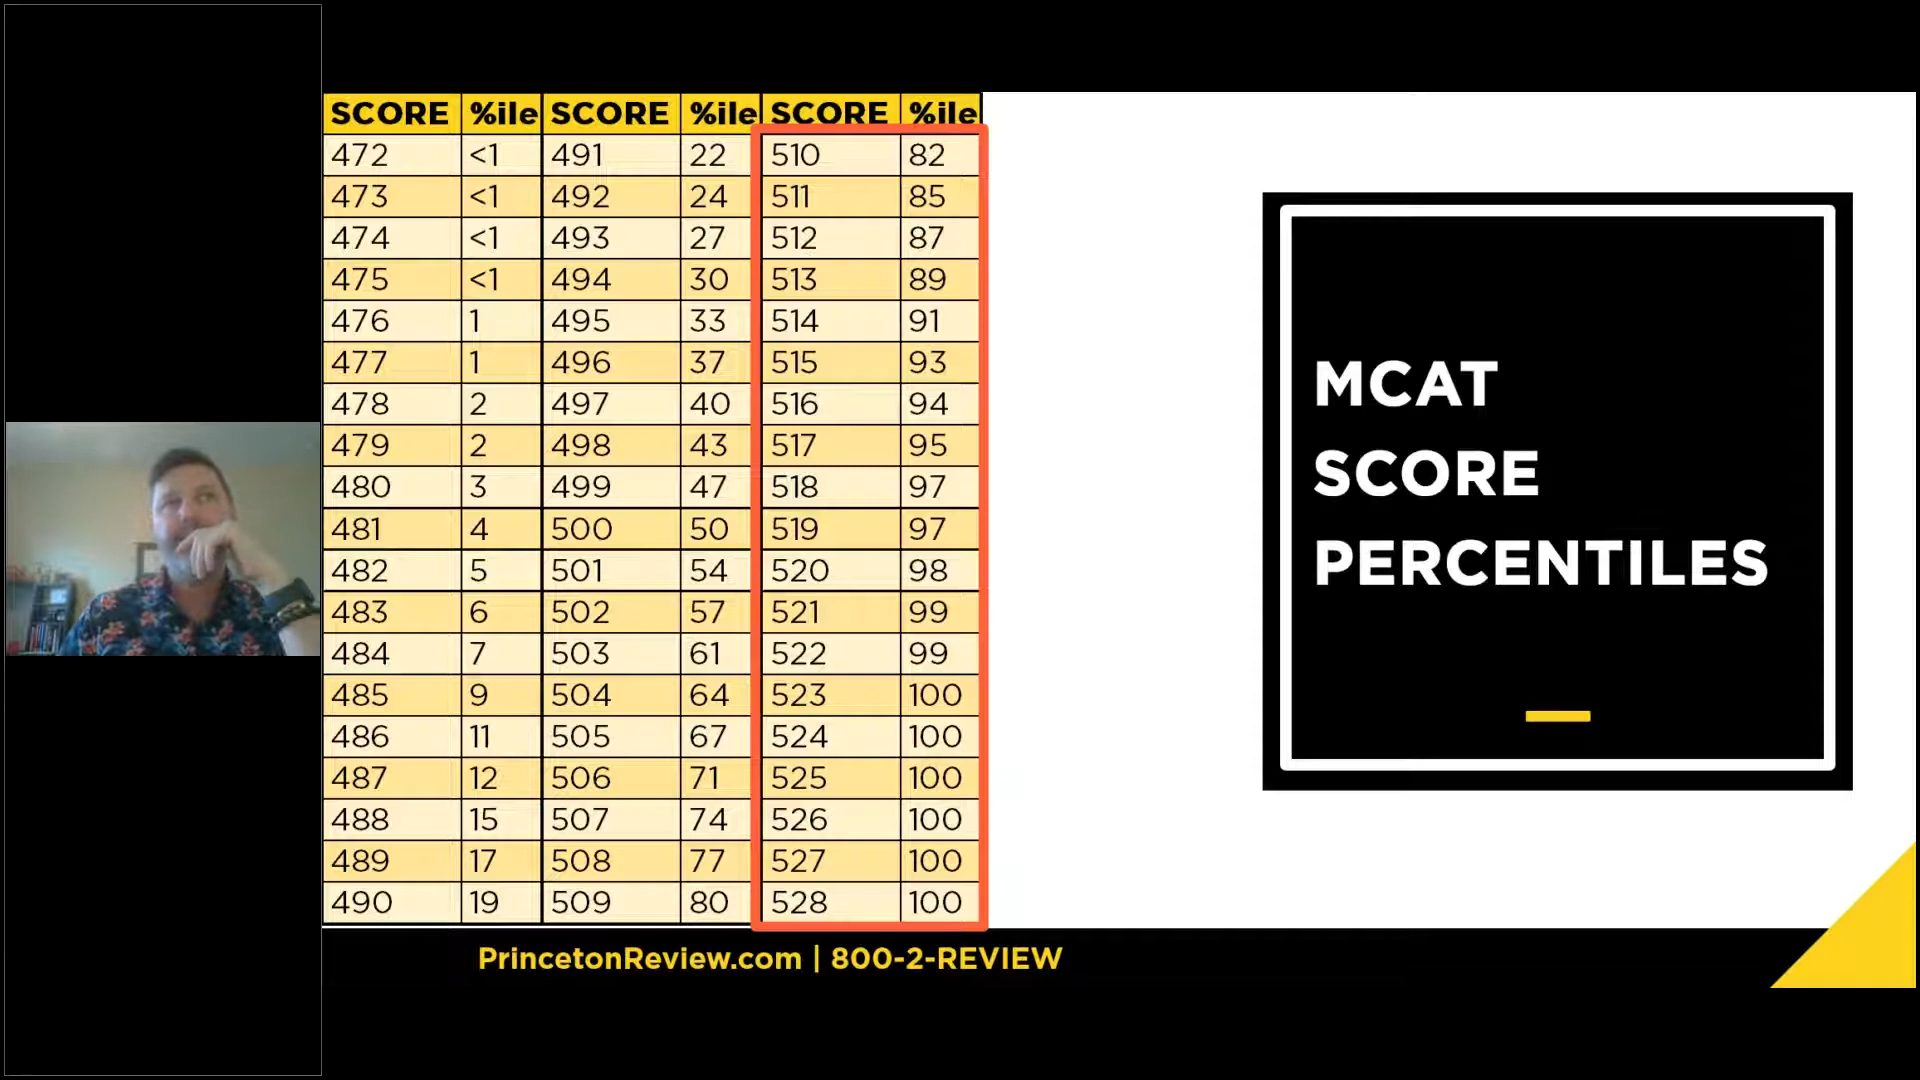 SCORE %ile SCORE %ile SCORE %ile
472 <1 491 22 510 82
473 <1 492 24 511 85
474 <1 493 27 512 87
475 <1 494 30 513 89
476 1 495 33 514 91
477 1 496 37 515 93
478 2 497 40 516 94
479 2 498 43 517 95
480 3 499 47 518 97
481 4 500 50 519 97
482 5 501 54 520 98
483 6 502 57 521 99
484 7 503 61 522 99
485 9 504 64 523 100
486 11 505 67 524 100
487 12 506 71 525 100
488 15 507 74 526 100
489 17 508 77 527 100
490 19 509 80 528 100
MCAT
SCORE
PERCENTILES
PrincetonReview.com | 800-2-REVIEW